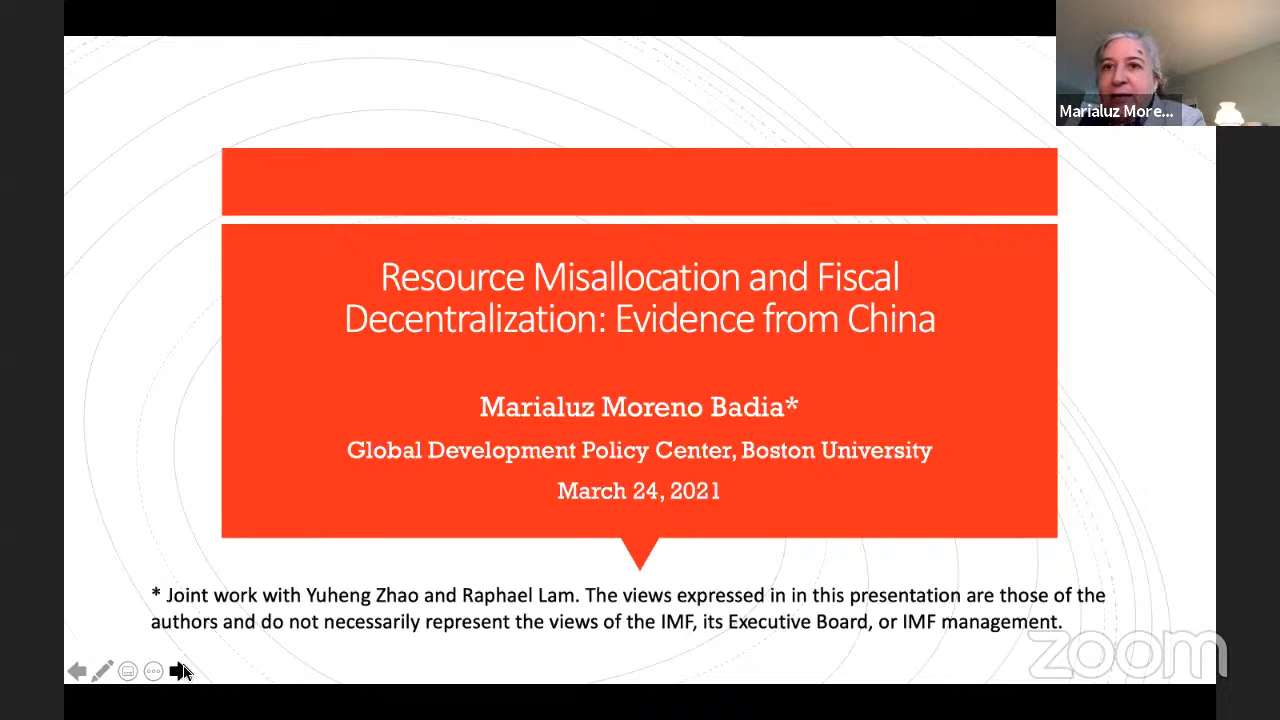 Marialuz More...
Resource Misallocation and Fiscal
Decentralization: Evidence from China
Marialuz Moreno Badia*
Global Development Policy Center, Boston University
March 24, 2021
* Joint work with Yuheng Zhao and Raphael Lam. The views expressed in in this presentation are those of the
authors and do not necessarily represent the views of the IMF, its Executive Board, or IMF management.
zoom